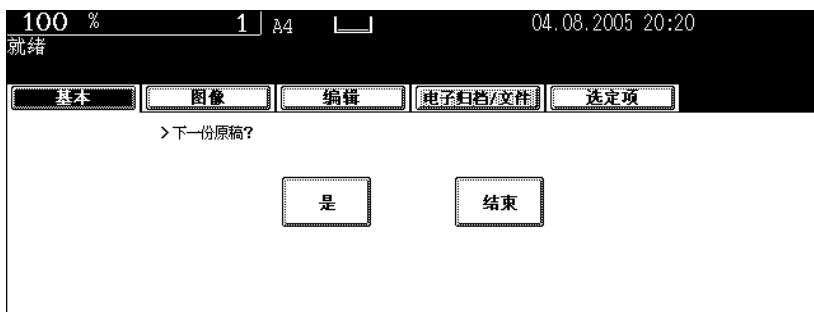 100 % 1 A4 04.08.2005 20:20
就绪
基本 图像 编辑 电子归档/文件 选定项
>下一份原稿?
是 结束